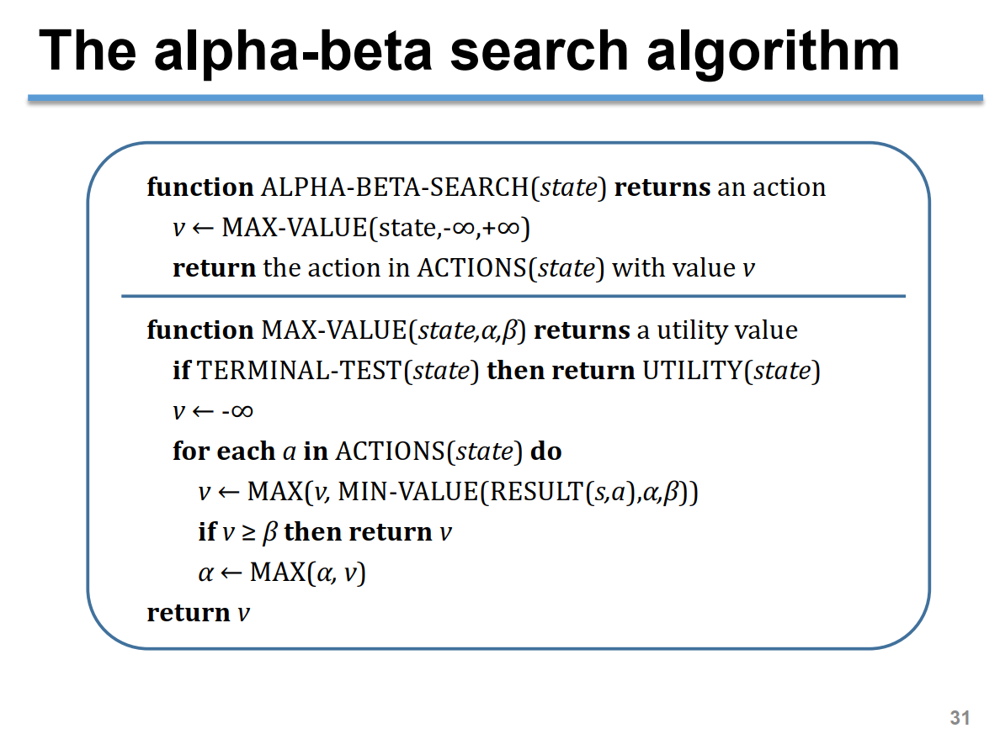 The alpha-beta search algorithm
function ALPHA-BETA-SEARCH(state) returns an action
v ← MAX-VALUE(state,-∞,+∞)
return the action in ACTIONS(state) with value v
function MAX-VALUE(state,α,β) returns a utility value
if TERMINAL-TEST(state) then return UTILITY(state)
v ← -∞
for each a in ACTIONS(state) do
v ← MAX(v, MIN-VALUE(RESULT(s,a),α,β))
if v ≥ β then return v
α ← MAX(α, v)
return v
31